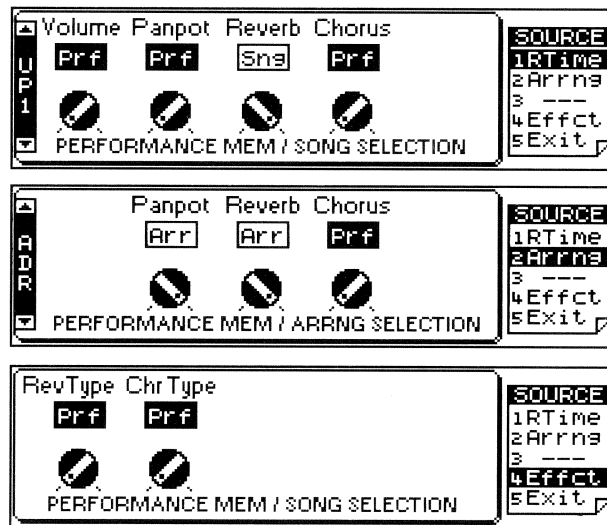 Volume Panpot Reverb Chorus
Prf Prf Sng Prf
UP1
PERFORMANCE MEM / SONG SELECTION
SOURCE
1RTime
2Arrng
3 ---
4Effct
5Exit
Panpot Reverb Chorus
Arr Arr Prf
ADR
PERFORMANCE MEM / ARRNG SELECTION
SOURCE
1RTime
2Arrng
3 ---
4Effct
5Exit
RevType ChrType
Prf Prf
PERFORMANCE MEM / SONG SELECTION
SOURCE
1RTime
2Arrng
3 ---
4Effct
5Exit